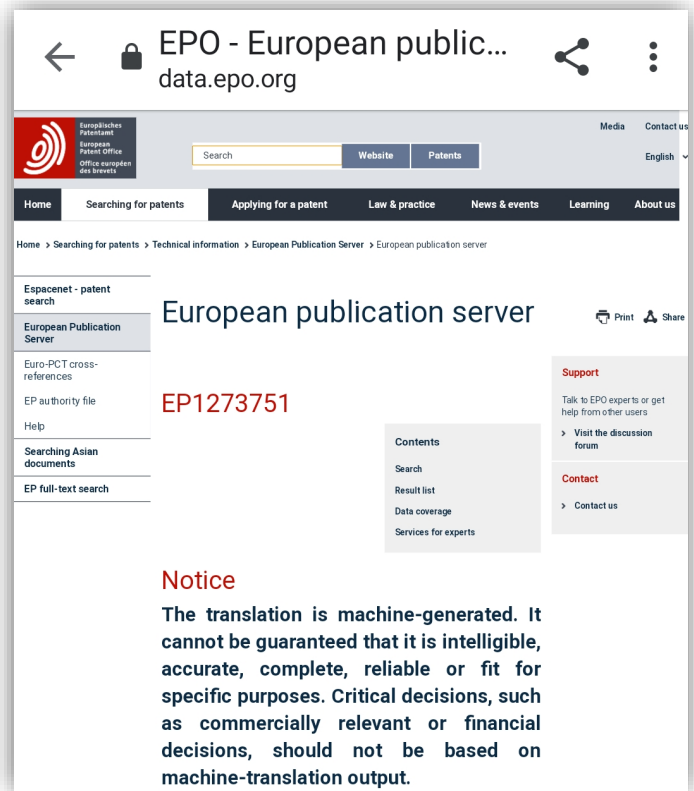 EPO - European public...
data.epo.org
Europäisches
Patentamt
European
Patent Office
Office européen
des brevets
Search
Website
Patents
Media
Contact us
English
Home
Searching for patents
Applying for a patent
Law & practice
News & events
Learning
About us
Home > Searching for patents > Technical information > European Publication Server > European publication server
Espacenet - patent
search
European Publication
Server
Euro-PCT cross-
references
EP authority file
Help
Searching Asian
documents
EP full-text search
European publication server
Print
Share
EP1273751
Contents
Search
Result list
Data coverage
Services for experts
Support
Talk to EPO experts or get
help from other users
> Visit the discussion
forum
Contact
> Contact us
Notice
The translation is machine-generated. It
cannot be guaranteed that it is intelligible,
accurate, complete, reliable or fit for
specific purposes. Critical decisions, such
as commercially relevant or financial
decisions, should not be based on
machine-translation output.